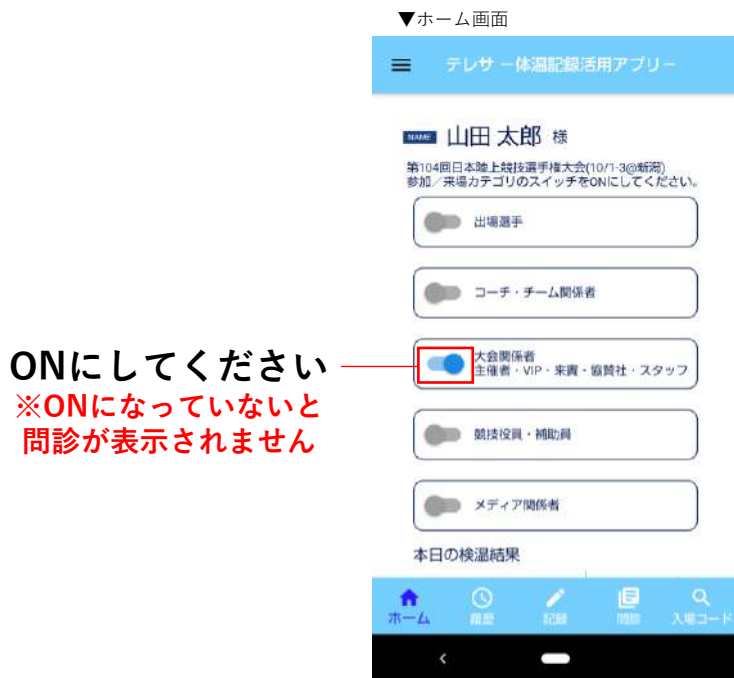 ▼ホーム画面
テレサ ー体温記録活用アプリー
NAME 山田 太郎 様
第104回日本陸上競技選手権大会(10/1-3@新潟)
参加／来場カテゴリのスイッチをONにしてください。
出場選手
コーチ・チーム関係者
ONにしてください
※ONになっていないと
問診が表示されません
大会関係者
主催者・VIP・来賓・協賛社・スタッフ
競技役員・補助員
メディア関係者
本日の検温結果
ホーム 履歴 記録 問診 入場コード